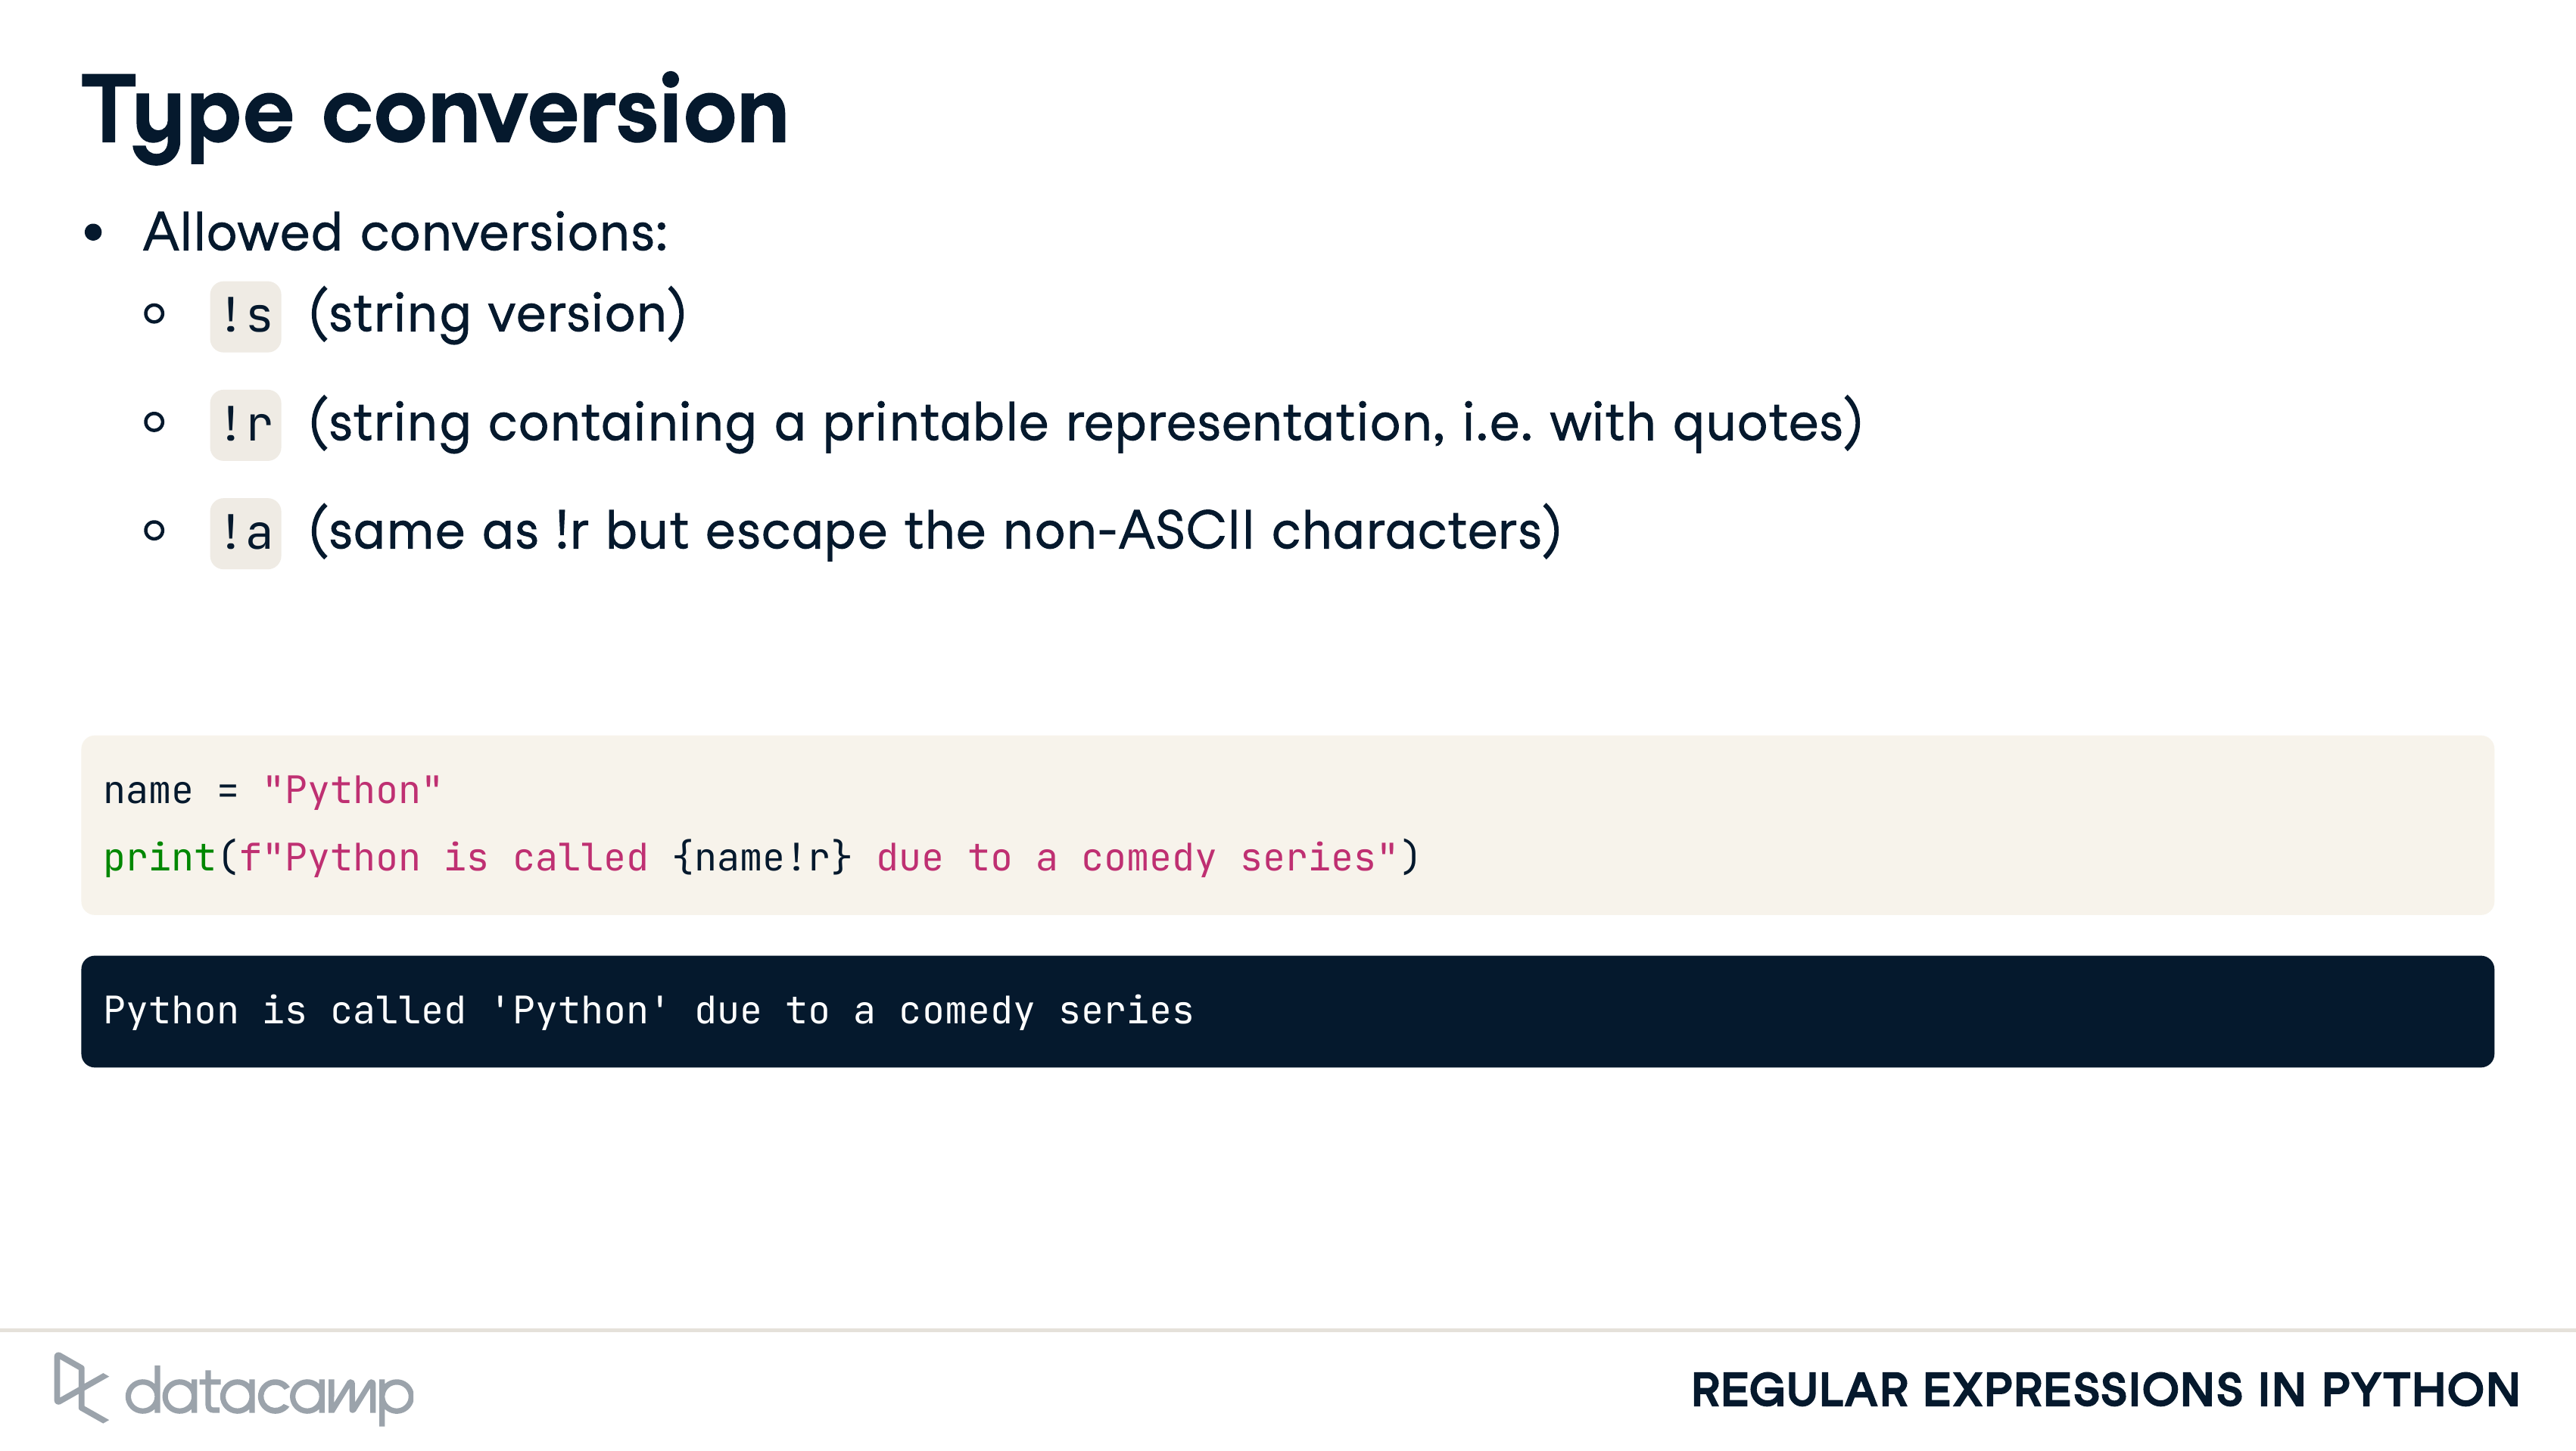 Type conversion
• Allowed conversions:
!s (string version)
!r (string containing a printable representation, i.e. with quotes)
!a (same as !r but escape the non-ASCII characters)
name = "Python"
print(f"Python is called {name!r} due to a comedy series")
Python is called 'Python' due to a comedy series
datacamp
REGULAR EXPRESSIONS IN PYTHON